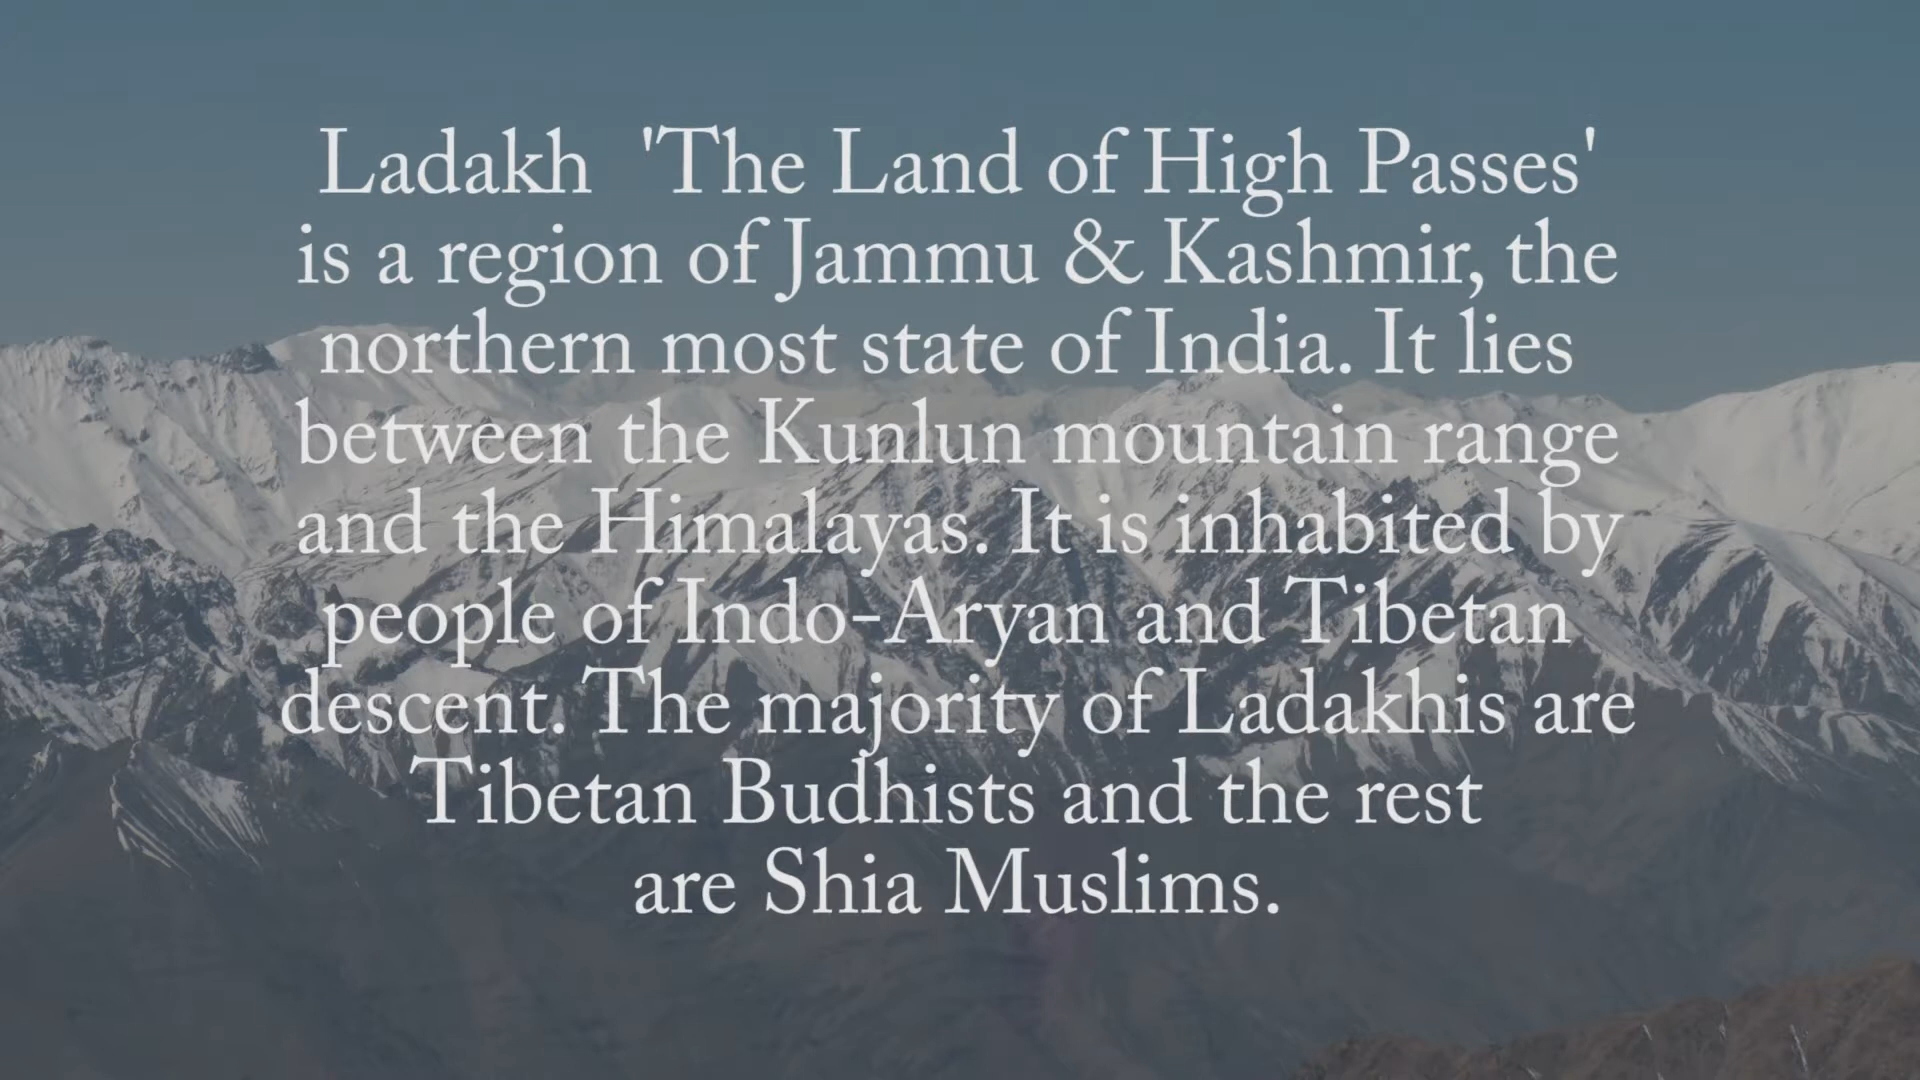 Ladakh  'The Land of High Passes'
is a region of Jammu & Kashmir, the
northern most state of India. It lies
between the Kunlun mountain range
and the Himalayas. It is inhabited by
people of Indo-Aryan and Tibetan
descent. The majority of Ladakhis are
Tibetan Budhists and the rest
are Shia Muslims.